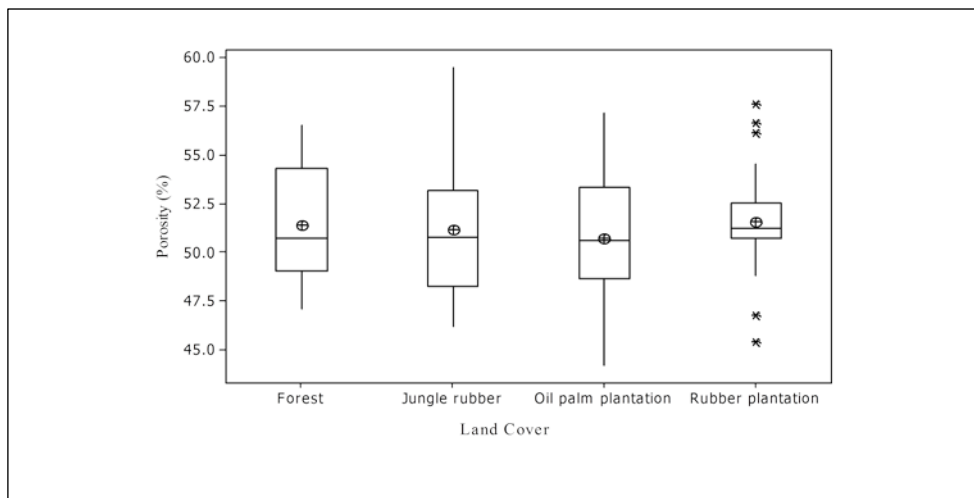 60.0
57.5
55.0
52.5
50.0
47.5
45.0
Porosity (%)
Forest Jungle rubber Oil palm plantation Rubber plantation
Land Cover